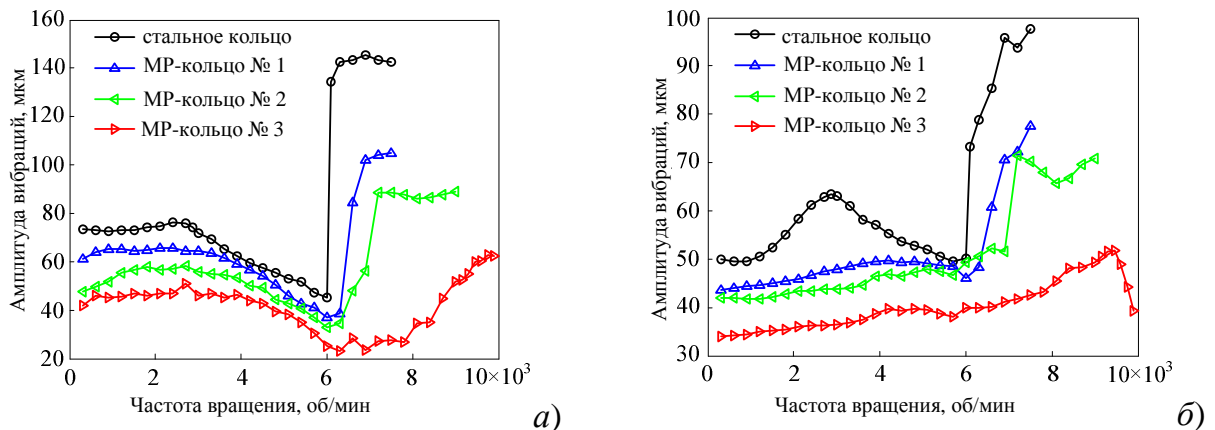 160
140
120
100
80
60
40
20
Амплитуда вибраций, мкм
стальное кольцо
МР-кольцо № 1
МР-кольцо № 2
МР-кольцо № 3
0 2 4 6 8 10×10³
Частота вращения, об/мин
а)
100
90
80
70
60
50
40
30
Амплитуда вибраций, мкм
стальное кольцо
МР-кольцо № 1
МР-кольцо № 2
МР-кольцо № 3
0 2 4 6 8 10×10³
Частота вращения, об/мин
б)